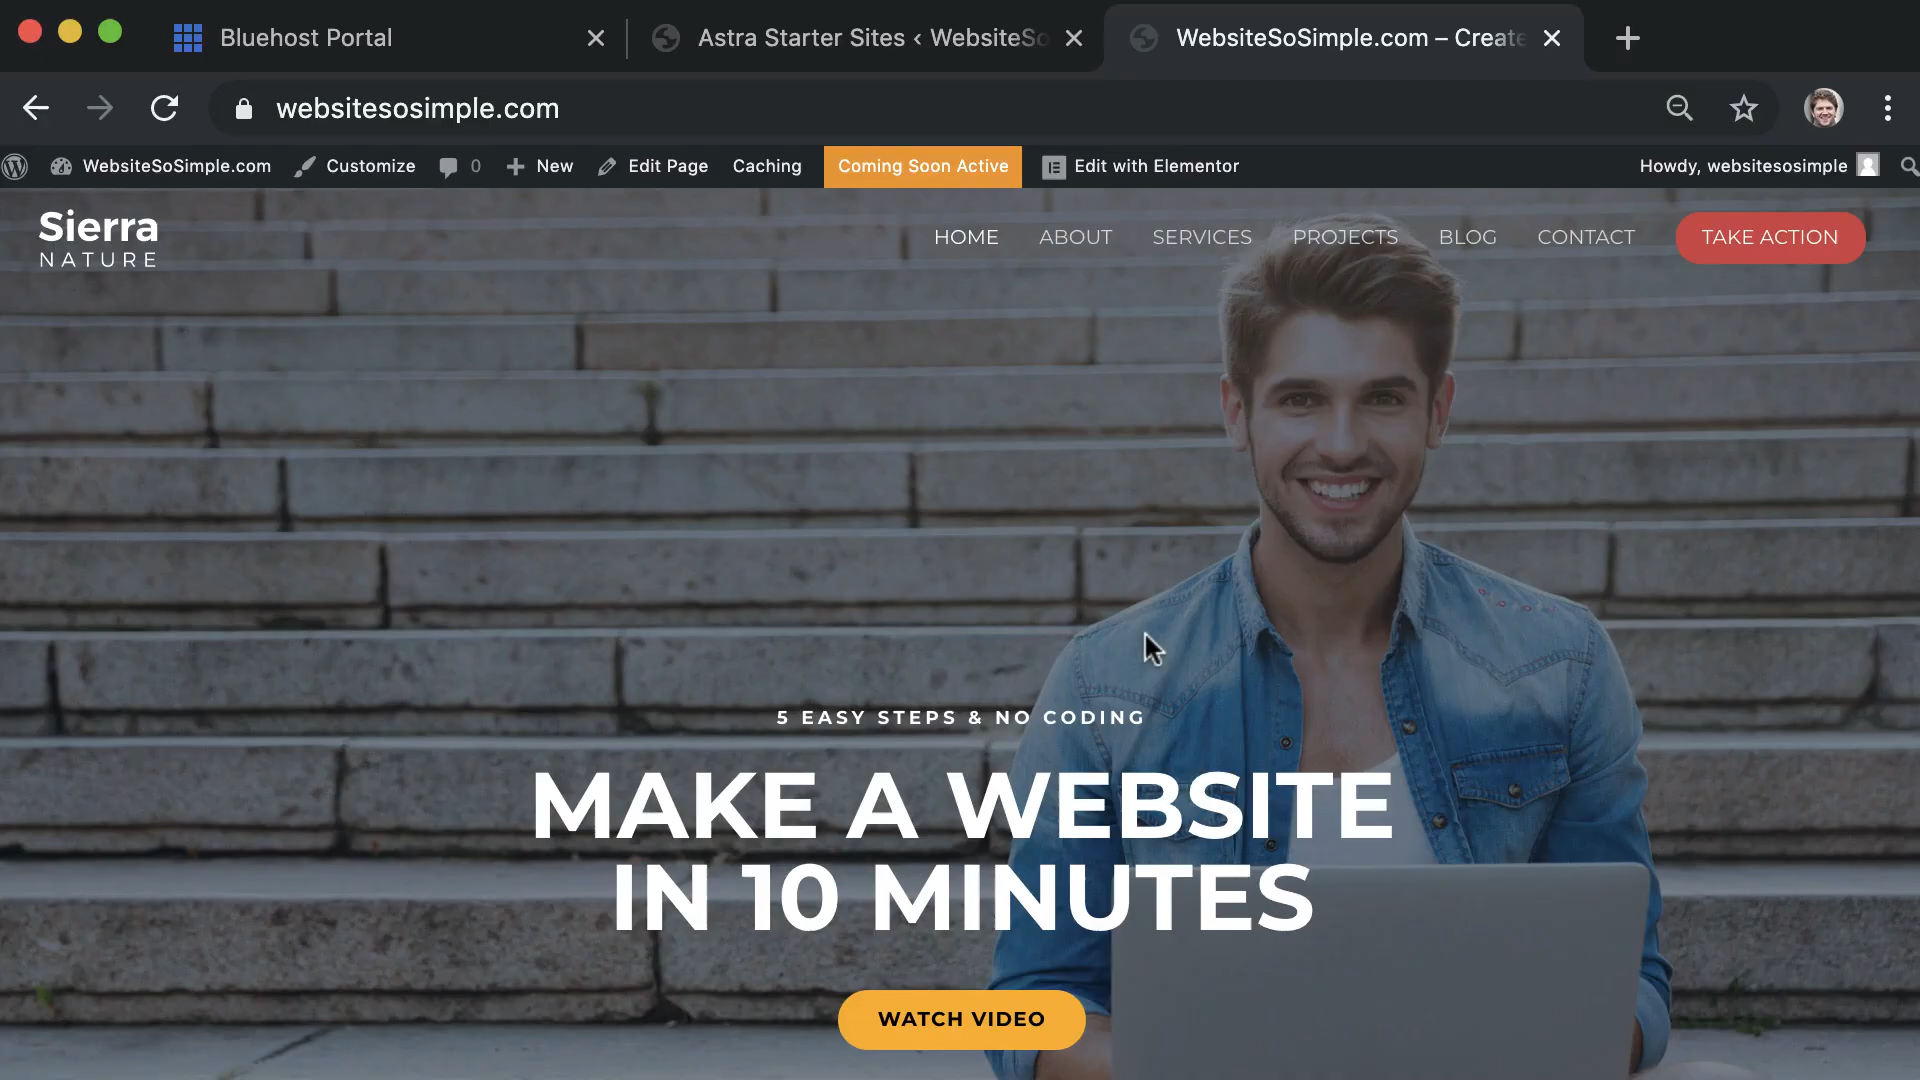 Bluehost Portal
Astra Starter Sites ‹ WebsiteSo
WebsiteSoSimple.com – Create
websitesosimple.com
WebsiteSoSimple.com Customize 0 New Edit Page Caching Coming Soon Active Edit with Elementor Howdy, websitesosimple
Sierra
NATURE
HOME ABOUT SERVICES PROJECTS BLOG CONTACT TAKE ACTION
5 EASY STEPS & NO CODING
MAKE A WEBSITE
IN 10 MINUTES
WATCH VIDEO